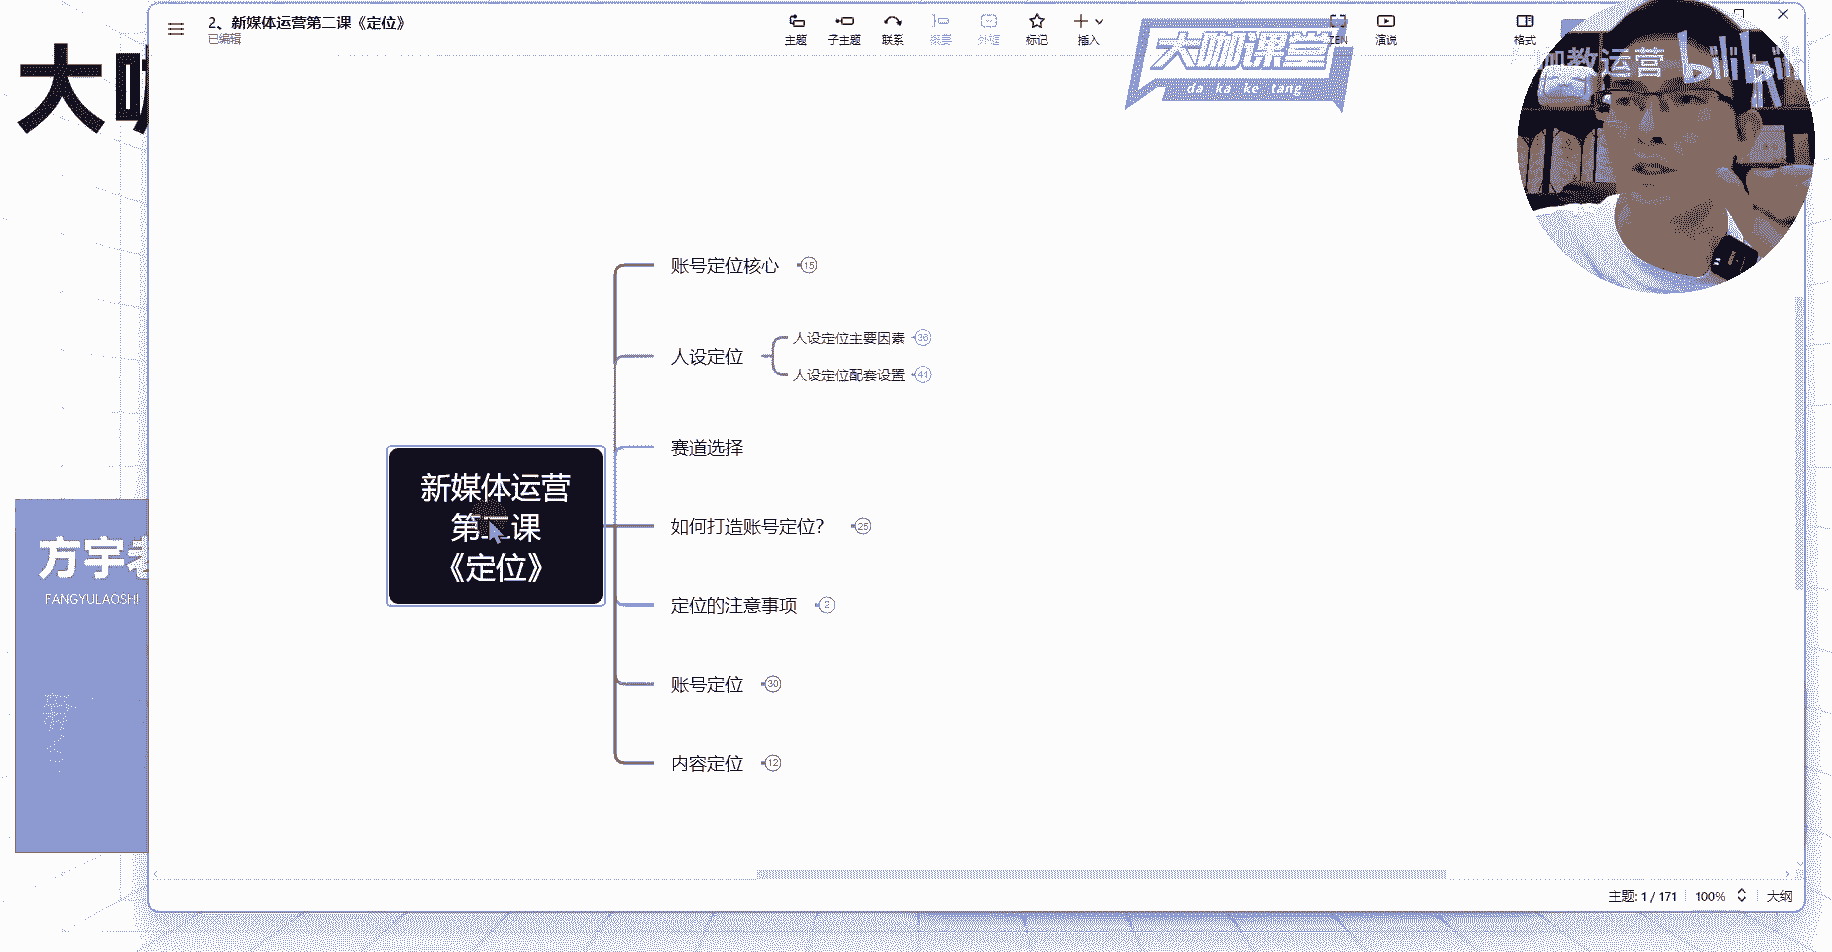 2、新媒体运营第二课《定位》
已编辑
主题
子主题
联系
概要
外框
标记
插入
ZEN
演说
格式
大咖课堂
da ka ke tang
咖教运营
bilibili
大咖
账号定位核心 15
人设定位
人设定位主要因素 36
人设定位配套设置 41
赛道选择
新媒体运营
第二课
《定位》
如何打造账号定位? 25
定位的注意事项 2
账号定位 30
内容定位 12
方宇老
FANGYULAOSHI
主题: 1 / 171
100%
大纲